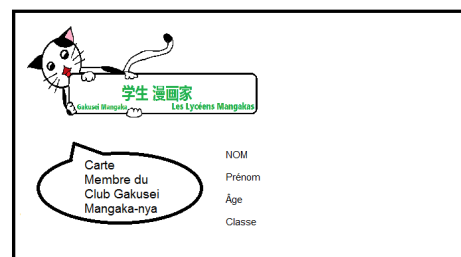 学生 漫画家
Gakusei Mangaka Les Lycéens Mangakas
Carte
Membre du
Club Gakusei
Mangaka-nya
NOM
Prénom
Âge
Classe